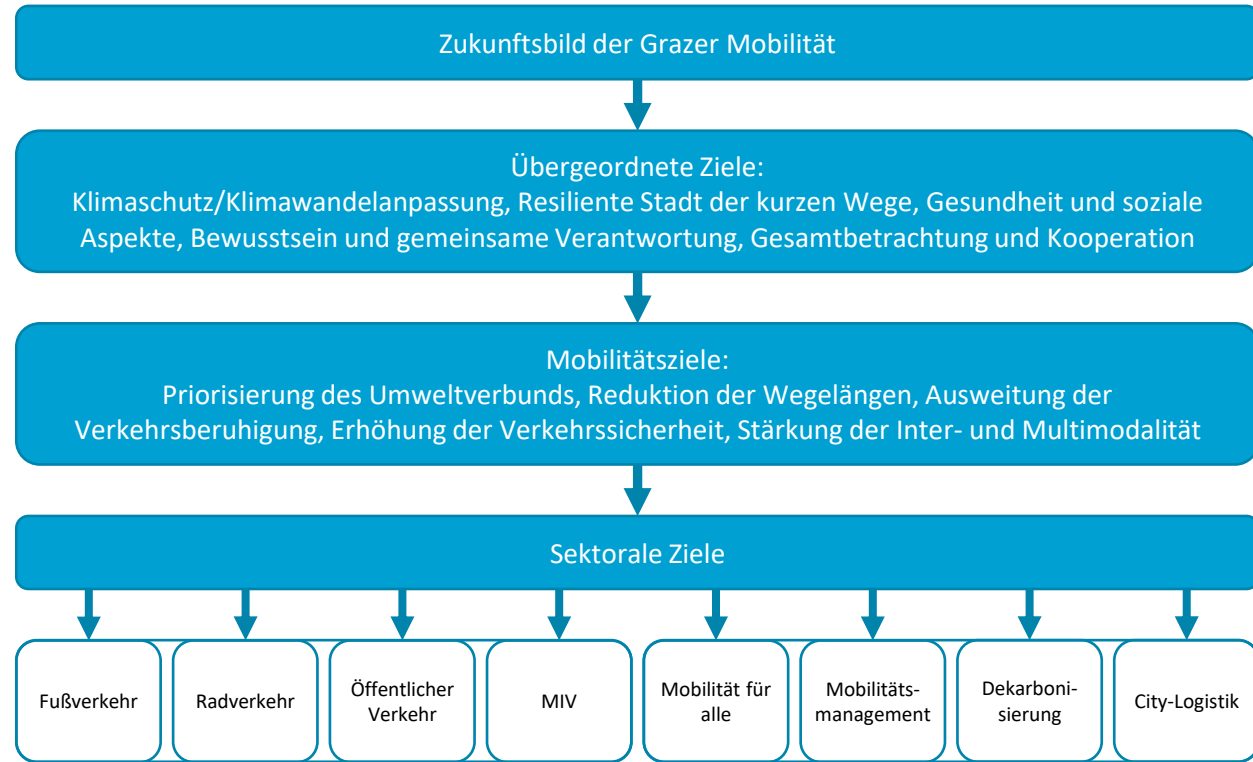 Zukunftsbild der Grazer Mobilität
Übergeordnete Ziele:
Klimaschutz/Klimawandelanpassung, Resiliente Stadt der kurzen Wege, Gesundheit und soziale
Aspekte, Bewusstsein und gemeinsame Verantwortung, Gesamtbetrachtung und Kooperation
Mobilitätsziele:
Priorisierung des Umweltverbunds, Reduktion der Wegelängen, Ausweitung der
Verkehrsberuhigung, Erhöhung der Verkehrssicherheit, Stärkung der Inter- und Multimodalität
Sektorale Ziele
Fußverkehr
Radverkehr
Öffentlicher
Verkehr
MIV
Mobilität für
alle
Mobilitäts-
management
Dekarboni-
sierung
City-Logistik